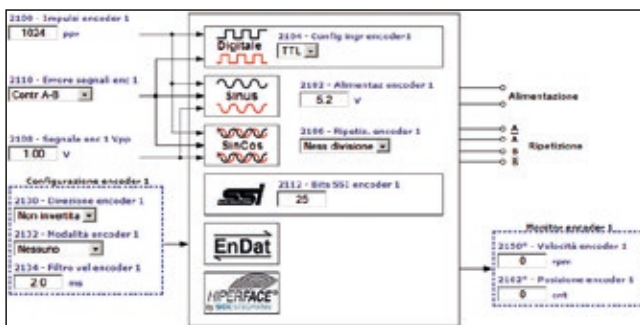 2100 - Impulsi encoder 1
1024 ppr
2110 - Errore segnali enc 1
Contr A-B
2108 - Segnale enc 1 Vpp
1.00 V
Configurazione encoder 1
2130 - Direzione encoder 1
Non invertita
2132 - Modalità encoder 1
Nessuno
2134 - Filtro vel encoder 1
2.0 ms
Digitale
2104 - Config ingr encoder1
TTL
Sinus
2102 - Alimentaz encoder 1
5.2 V
SinCos
2106 - Ripetiz. encoder 1
Ness divisione
SSI
2112 - Bits SSI encoder 1
25
EnDat
HIPERFACE®
Alimentazione
A
A
B
B
Ripetizione
Monitor encoder 1
2150* - Velocità encoder 1
0 rpm
2162* - Posizione encoder 1
0 cnt